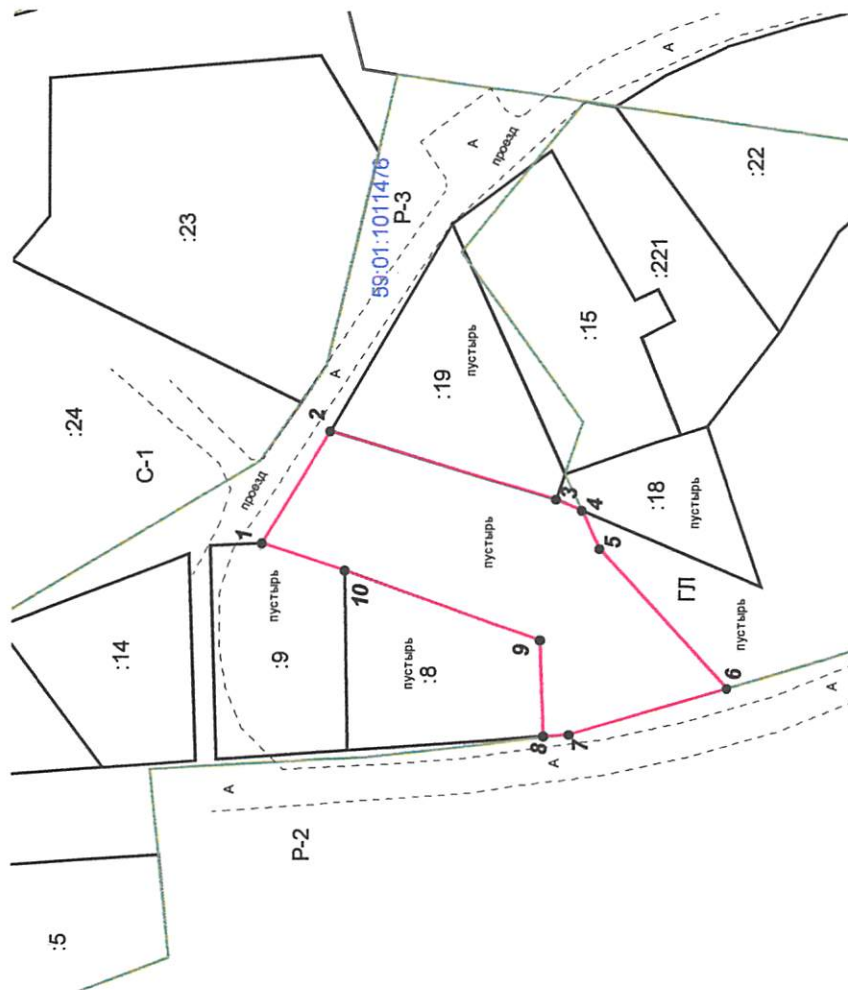 А
А
проезд
:22
:23
59:01:1011476
Р-3
:221
:15
:19
пустырь
А
:24
С-1
2
проезд
3
4
:18
пустырь
1
пустырь
5
10
ГЛ
пустырь
:14
:9
пустырь
:8
9
пустырь
6
8
7
А
А
А
Р-2
:5